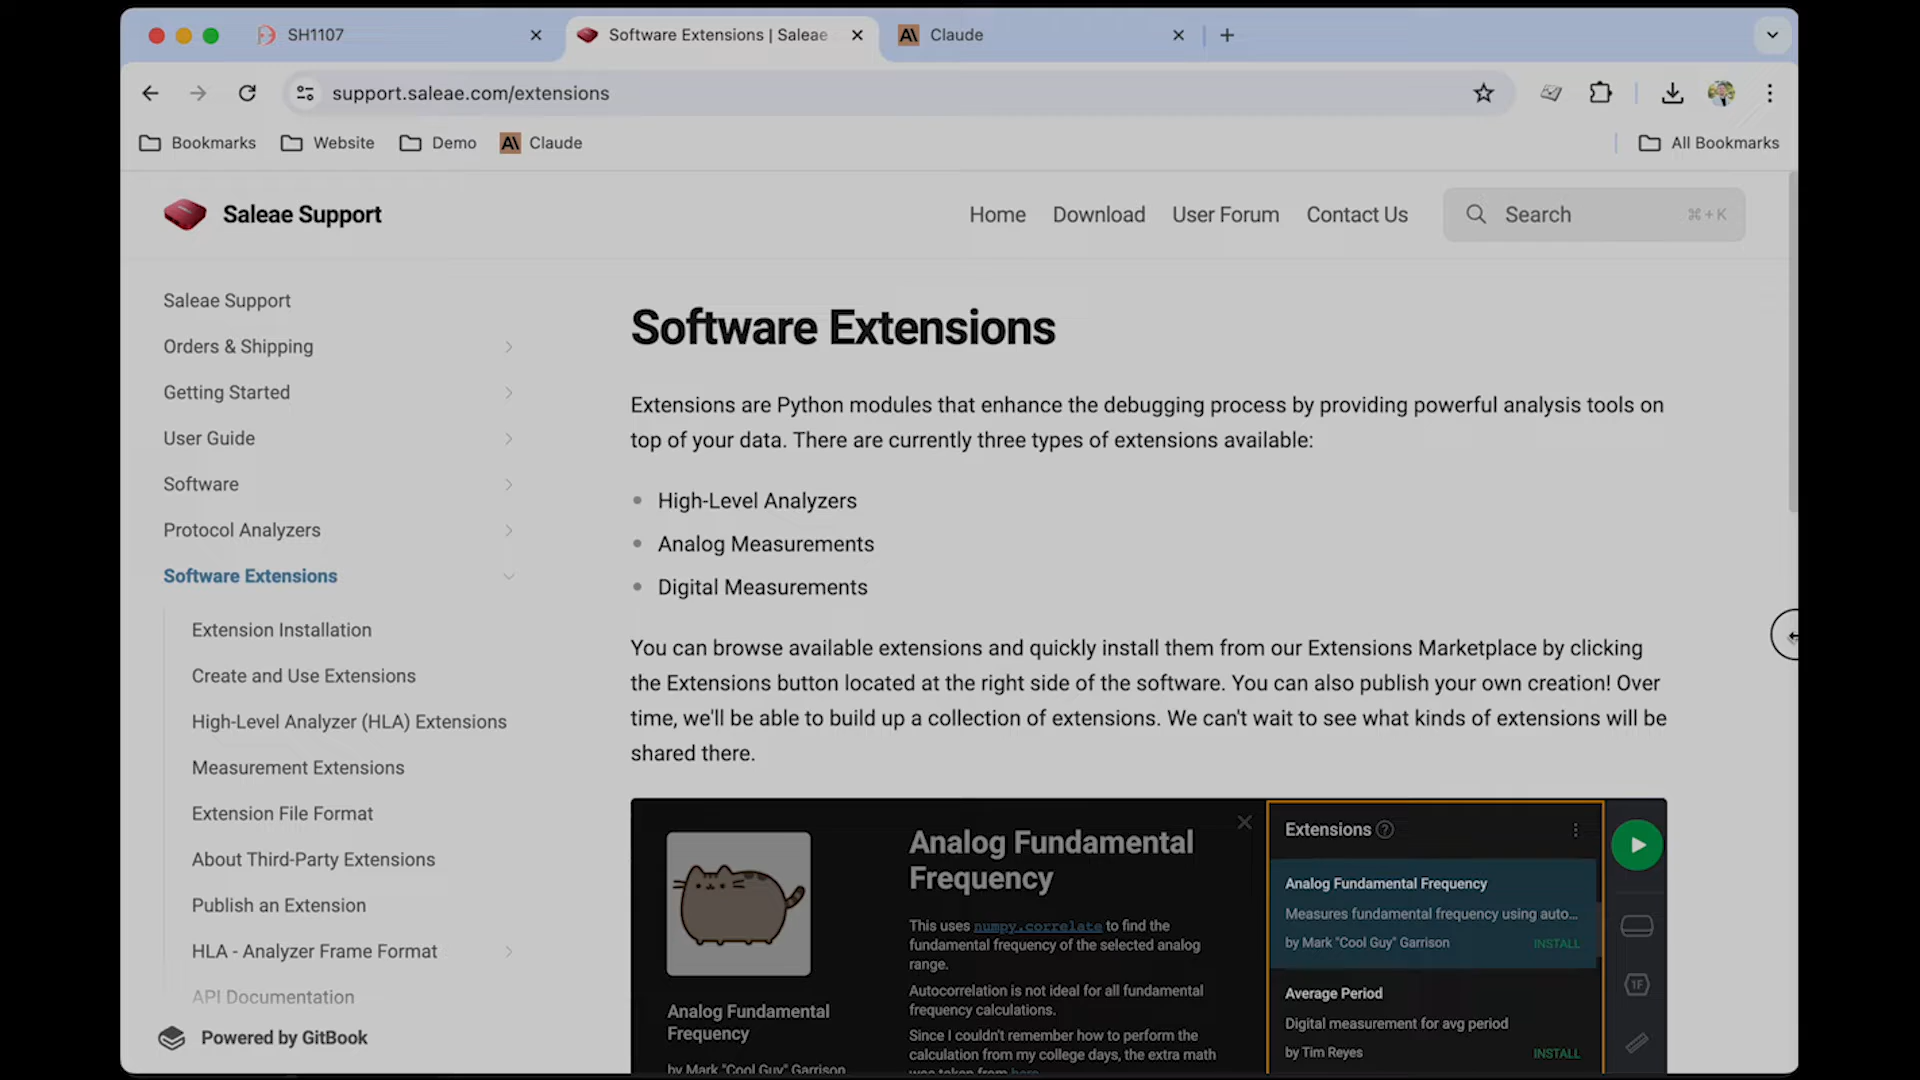 SH1107
Software Extensions | Saleae
Claude
support.saleae.com/extensions
Bookmarks
Website
Demo
Claude
All Bookmarks
Saleae Support
Home
Download
User Forum
Contact Us
Search
⌘+K
Saleae Support
Orders & Shipping
Getting Started
User Guide
Software
Protocol Analyzers
Software Extensions
Extension Installation
Create and Use Extensions
High-Level Analyzer (HLA) Extensions
Measurement Extensions
Extension File Format
About Third-Party Extensions
Publish an Extension
HLA - Analyzer Frame Format
API Documentation
Powered by GitBook
Software Extensions
Extensions are Python modules that enhance the debugging process by providing powerful analysis tools on
top of your data. There are currently three types of extensions available:
High-Level Analyzers
Analog Measurements
Digital Measurements
You can browse available extensions and quickly install them from our Extensions Marketplace by clicking
the Extensions button located at the right side of the software. You can also publish your own creation! Over
time, we'll be able to build up a collection of extensions. We can't wait to see what kinds of extensions will be
shared there.
Analog Fundamental
Frequency
by Mark "Cool Guy" Garrison
Analog Fundamental
Frequency
This uses numpy.correlate to find the
fundamental frequency of the selected analog
range.
Autocorrelation is not ideal for all fundamental
frequency calculations.
Since I couldn't remember how to perform the
calculation from my college days, the extra math
was taken from here
Extensions
Analog Fundamental Frequency
Measures fundamental frequency using auto...
by Mark "Cool Guy" Garrison
INSTALL
Average Period
Digital measurement for avg period
by Tim Reyes
INSTALL
1F